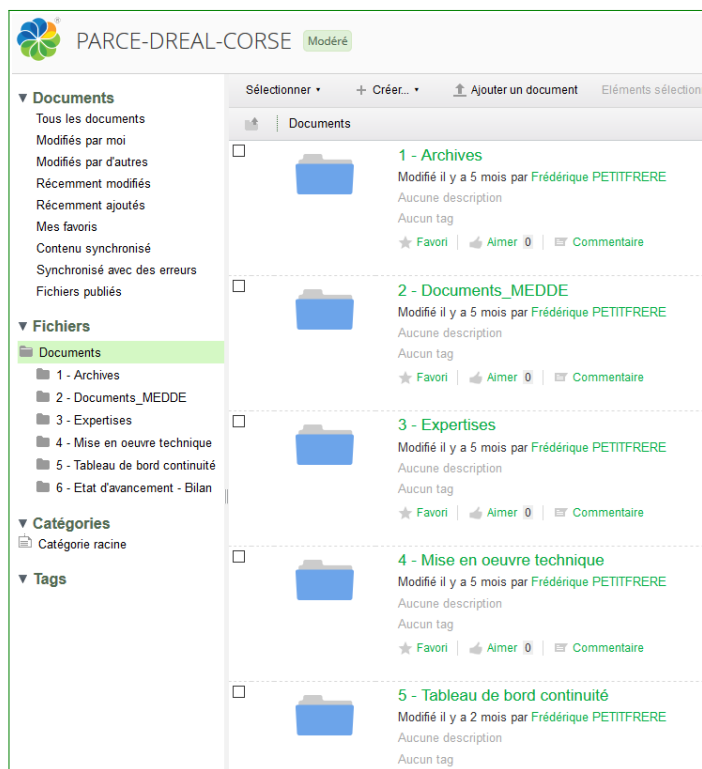 PARCE-DREAL-CORSE Modéré
Documents
Tous les documents
Modifiés par moi
Modifiés par d'autres
Récemment modifiés
Récemment ajoutés
Mes favoris
Contenu synchronisé
Synchronisé avec des erreurs
Fichiers publiés
Fichiers
Documents
1 - Archives
2 - Documents_MEDDE
3 - Expertises
4 - Mise en oeuvre technique
5 - Tableau de bord continuité
6 - Etat d'avancement - Bilan
Catégories
Catégorie racine
Tags
Sélectionner + Créer... Ajouter un document Eléments sélection
Documents
1 - Archives
Modifié il y a 5 mois par Frédérique PETITFRERE
Aucune description
Aucun tag
Favori Aimer 0 Commentaire
2 - Documents_MEDDE
Modifié il y a 5 mois par Frédérique PETITFRERE
Aucune description
Aucun tag
Favori Aimer 0 Commentaire
3 - Expertises
Modifié il y a 5 mois par Frédérique PETITFRERE
Aucune description
Aucun tag
Favori Aimer 0 Commentaire
4 - Mise en oeuvre technique
Modifié il y a 5 mois par Frédérique PETITFRERE
Aucune description
Aucun tag
Favori Aimer 0 Commentaire
5 - Tableau de bord continuité
Modifié il y a 2 mois par Frédérique PETITFRERE
Aucune description
Aucun tag